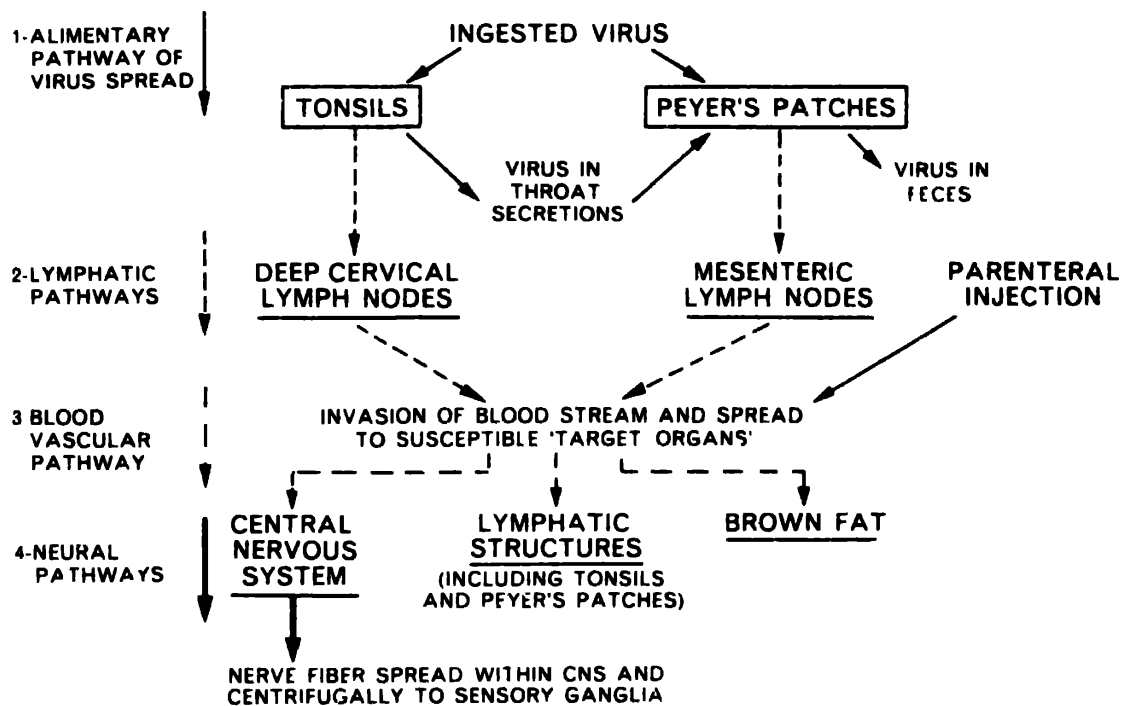 1-ALIMENTARY
PATHWAY OF
VIRUS SPREAD
INGESTED VIRUS
TONSILS
PEYER'S PATCHES
VIRUS IN
THROAT
SECRETIONS
VIRUS IN
FECES
2-LYMPHATIC
PATHWAYS
DEEP CERVICAL
LYMPH NODES
MESENTERIC
LYMPH NODES
PARENTERAL
INJECTION
3 BLOOD
VASCULAR
PATHWAY
INVASION OF BLOOD STREAM AND SPREAD
TO SUSCEPTIBLE 'TARGET ORGANS'
4-NEURAL
PATHWAYS
CENTRAL
NERVOUS
SYSTEM
LYMPHATIC
STRUCTURES
(INCLUDING TONSILS
AND PEYER'S PATCHES)
BROWN FAT
NERVE FIBER SPREAD WITHIN CNS AND
CENTRIFUGALLY TO SENSORY GANGLIA